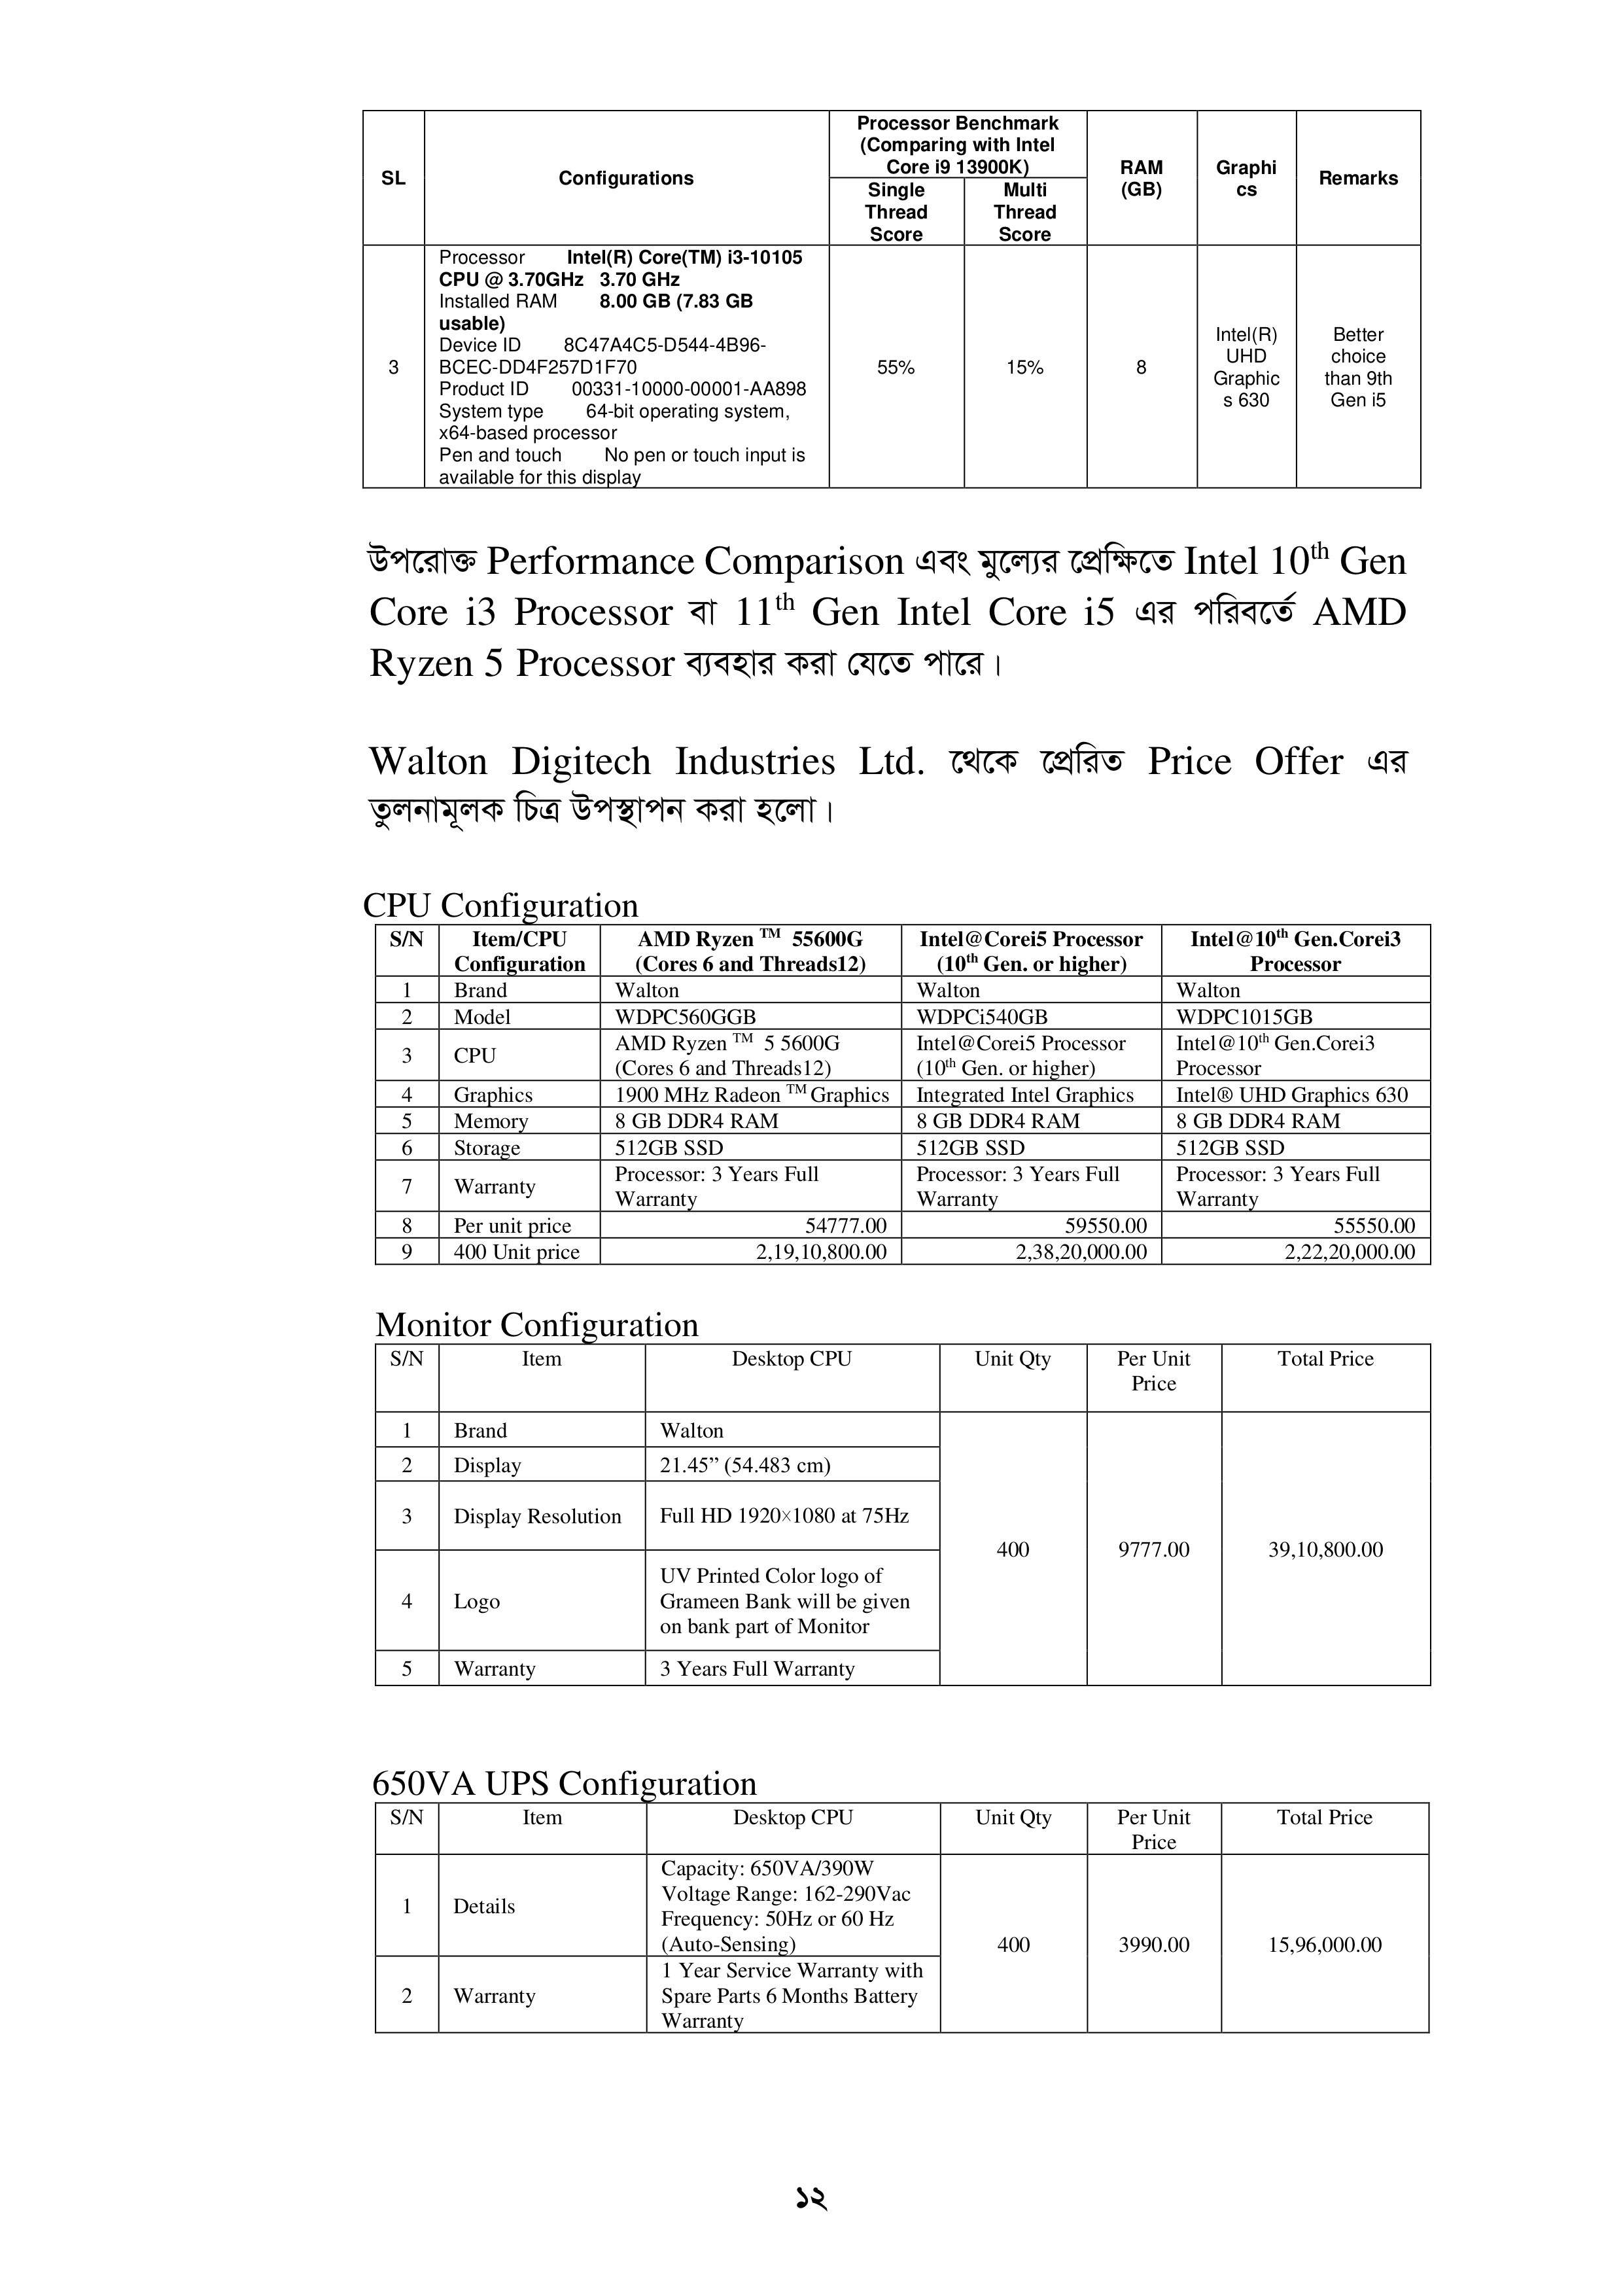 SL Configurations Processor Benchmark (Comparing with Intel Core i9 13900K) RAM (GB) Graphi cs Remarks
Single Thread Score Multi Thread Score
3
Processor Intel(R) Core(TM) i3-10105
CPU @ 3.70GHz 3.70 GHz
Installed RAM 8.00 GB (7.83 GB
usable)
Device ID 8C47A4C5-D544-4B96-
BCEC-DD4F257D1F70
Product ID 00331-10000-00001-AA898
System type 64-bit operating system,
x64-based processor
Pen and touch No pen or touch input is
available for this display
55% 15% 8
Intel(R)
UHD
Graphic
s 630
Better
choice
than 9th
Gen i5
উপরোক্ত Performance Comparison এবং মুল্যের প্রেক্ষিতে Intel 10th Gen
Core i3 Processor বা 11th Gen Intel Core i5 এর পরিবর্তে AMD
Ryzen 5 Processor ব্যবহার করা যেতে পারে।
Walton Digitech Industries Ltd. থেকে প্রেরিত Price Offer এর
তুলনামূলক চিত্র উপস্থাপন করা হলো।
CPU Configuration
S/N Item/CPU Configuration AMD Ryzen TM 55600G (Cores 6 and Threads12) Intel@Corei5 Processor (10th Gen. or higher) Intel@10th Gen.Corei3 Processor
1 Brand Walton Walton Walton
2 Model WDPC560GGB WDPCi540GB WDPC1015GB
3 CPU AMD Ryzen TM 5 5600G (Cores 6 and Threads12) Intel@Corei5 Processor (10th Gen. or higher) Intel@10th Gen.Corei3 Processor
4 Graphics 1900 MHz Radeon TM Graphics Integrated Intel Graphics Intel® UHD Graphics 630
5 Memory 8 GB DDR4 RAM 8 GB DDR4 RAM 8 GB DDR4 RAM
6 Storage 512GB SSD 512GB SSD 512GB SSD
7 Warranty Processor: 3 Years Full Warranty Processor: 3 Years Full Warranty Processor: 3 Years Full Warranty
8 Per unit price 54777.00 59550.00 55550.00
9 400 Unit price 2,19,10,800.00 2,38,20,000.00 2,22,20,000.00
Monitor Configuration
S/N Item Desktop CPU Unit Qty Per Unit Price Total Price
1 Brand Walton
2 Display 21.45” (54.483 cm)
3 Display Resolution Full HD 1920×1080 at 75Hz
400 9777.00 39,10,800.00
4 Logo UV Printed Color logo of Grameen Bank will be given on bank part of Monitor
5 Warranty 3 Years Full Warranty
650VA UPS Configuration
S/N Item Desktop CPU Unit Qty Per Unit Price Total Price
1 Details
Capacity: 650VA/390W
Voltage Range: 162-290Vac
Frequency: 50Hz or 60 Hz
(Auto-Sensing)
400 3990.00 15,96,000.00
2 Warranty
1 Year Service Warranty with
Spare Parts 6 Months Battery
Warranty
১২